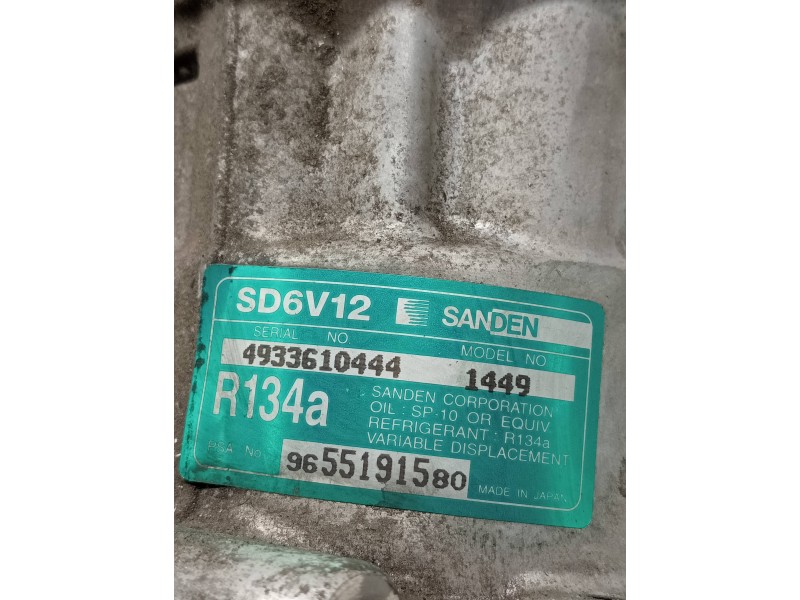 SD6V12 SANDEN
SERIAL NO MODEL NO
4933610444 1449
R134a
SANDEN CORPORATION
OIL : SP-10 OR EQUIV.
REFRIGERANT : R134a
VARIABLE DISPLACEMENT
PSA No. 9655191580
MADE IN JAPAN